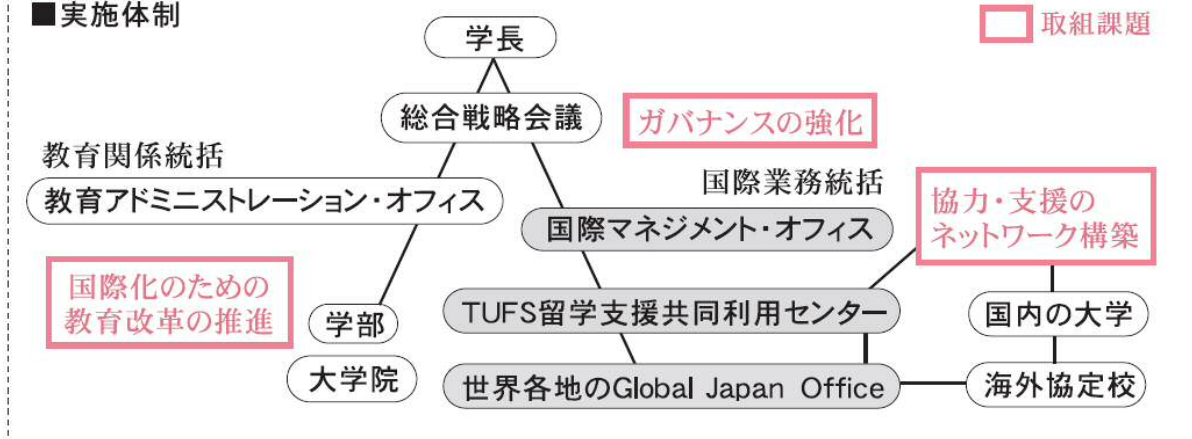 ■実施体制
取組課題
学長
総合戦略会議
ガバナンスの強化
教育関係統括
教育アドミニストレーション・オフィス
国際業務統括
国際マネジメント・オフィス
協力・支援の
ネットワーク構築
国際化のための
教育改革の推進
学部
大学院
TUFS留学支援共同利用センター
世界各地のGlobal Japan Office
国内の大学
海外協定校